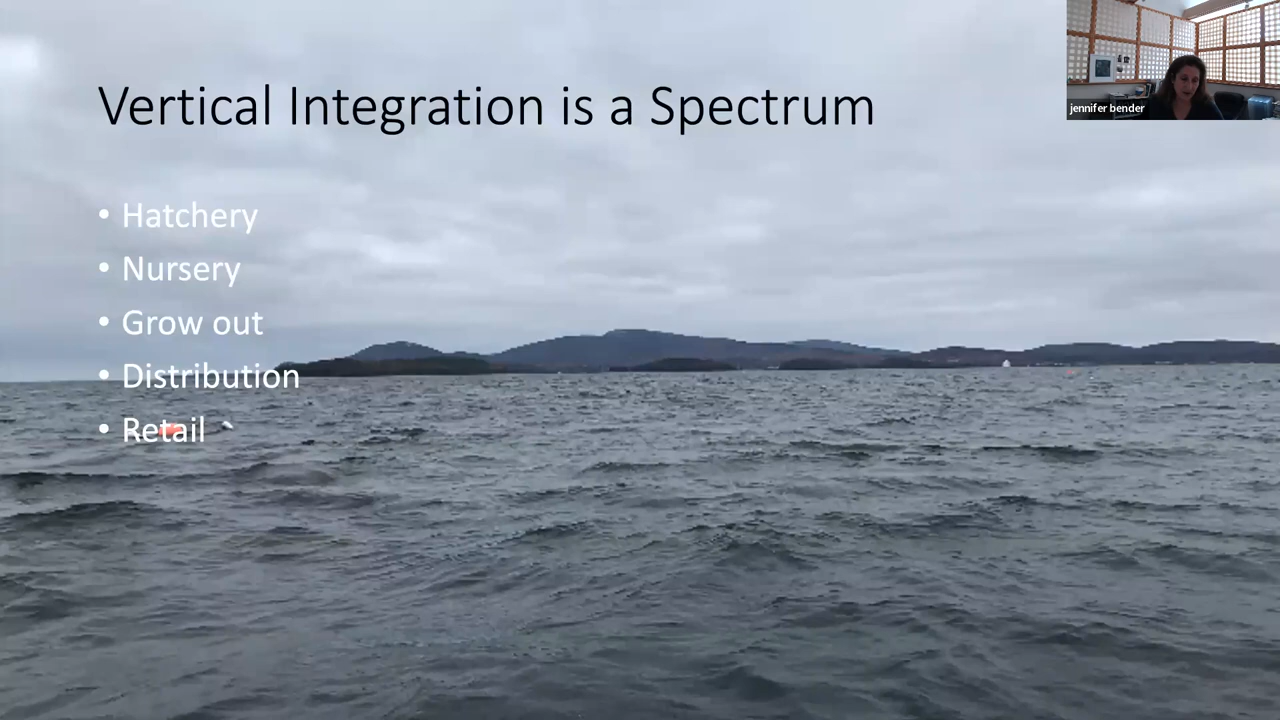 Vertical Integration is a Spectrum
jennifer bender
• Hatchery
• Nursery
• Grow out
• Distribution
• Retail